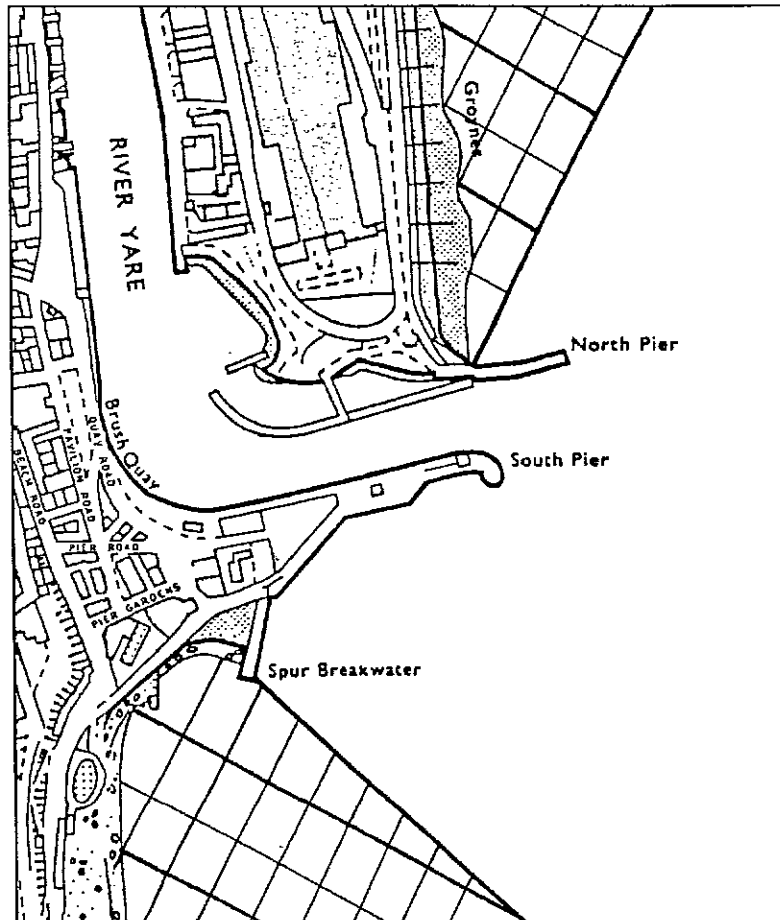 Groynes
RIVER YARE
North Pier
South Pier
Brush Quay
QUAY ROAD
PAVILION ROAD
BEACH ROAD
PIER ROAD
PIER GARDENS
Spur Breakwater